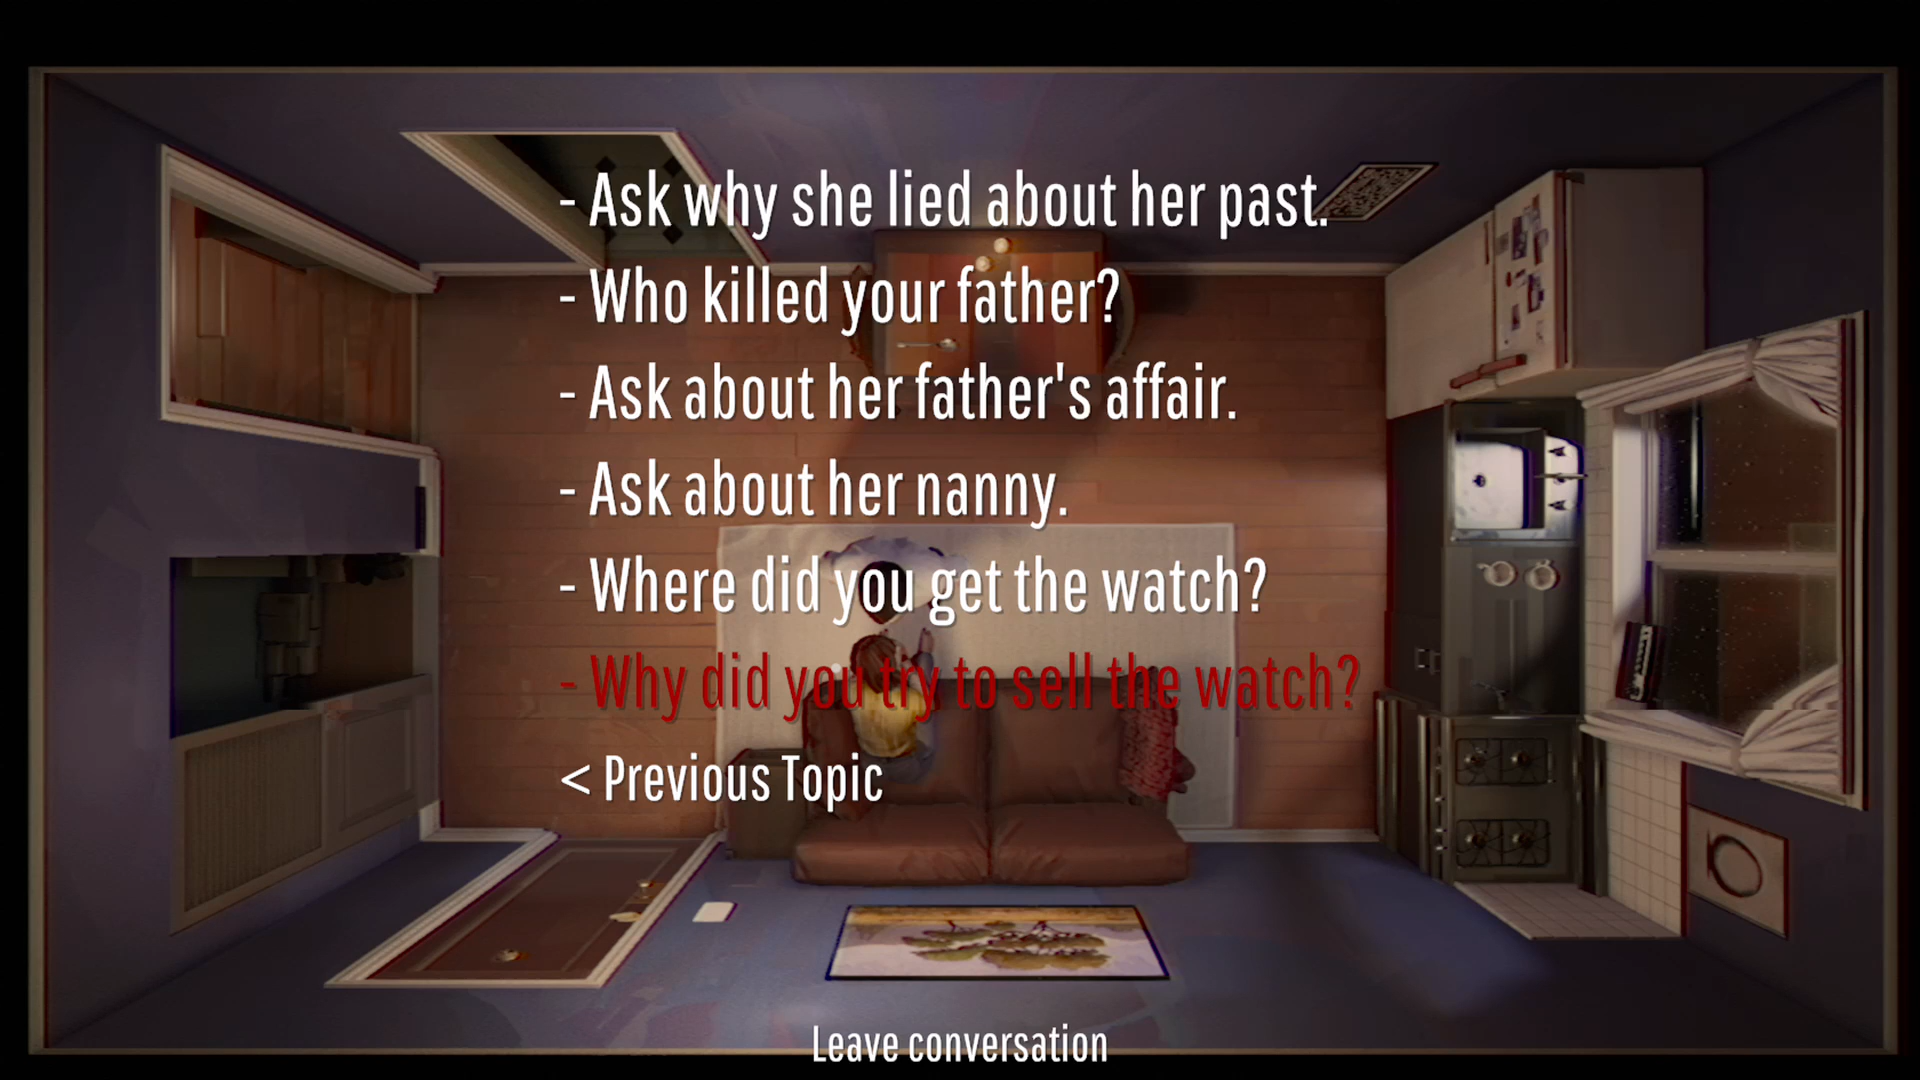 - Ask why she lied about her past.
- Who killed your father?
- Ask about her father's affair.
- Ask about her nanny.
- Where did you get the watch?
- Why did you try to sell the watch?
< Previous Topic
Leave conversation